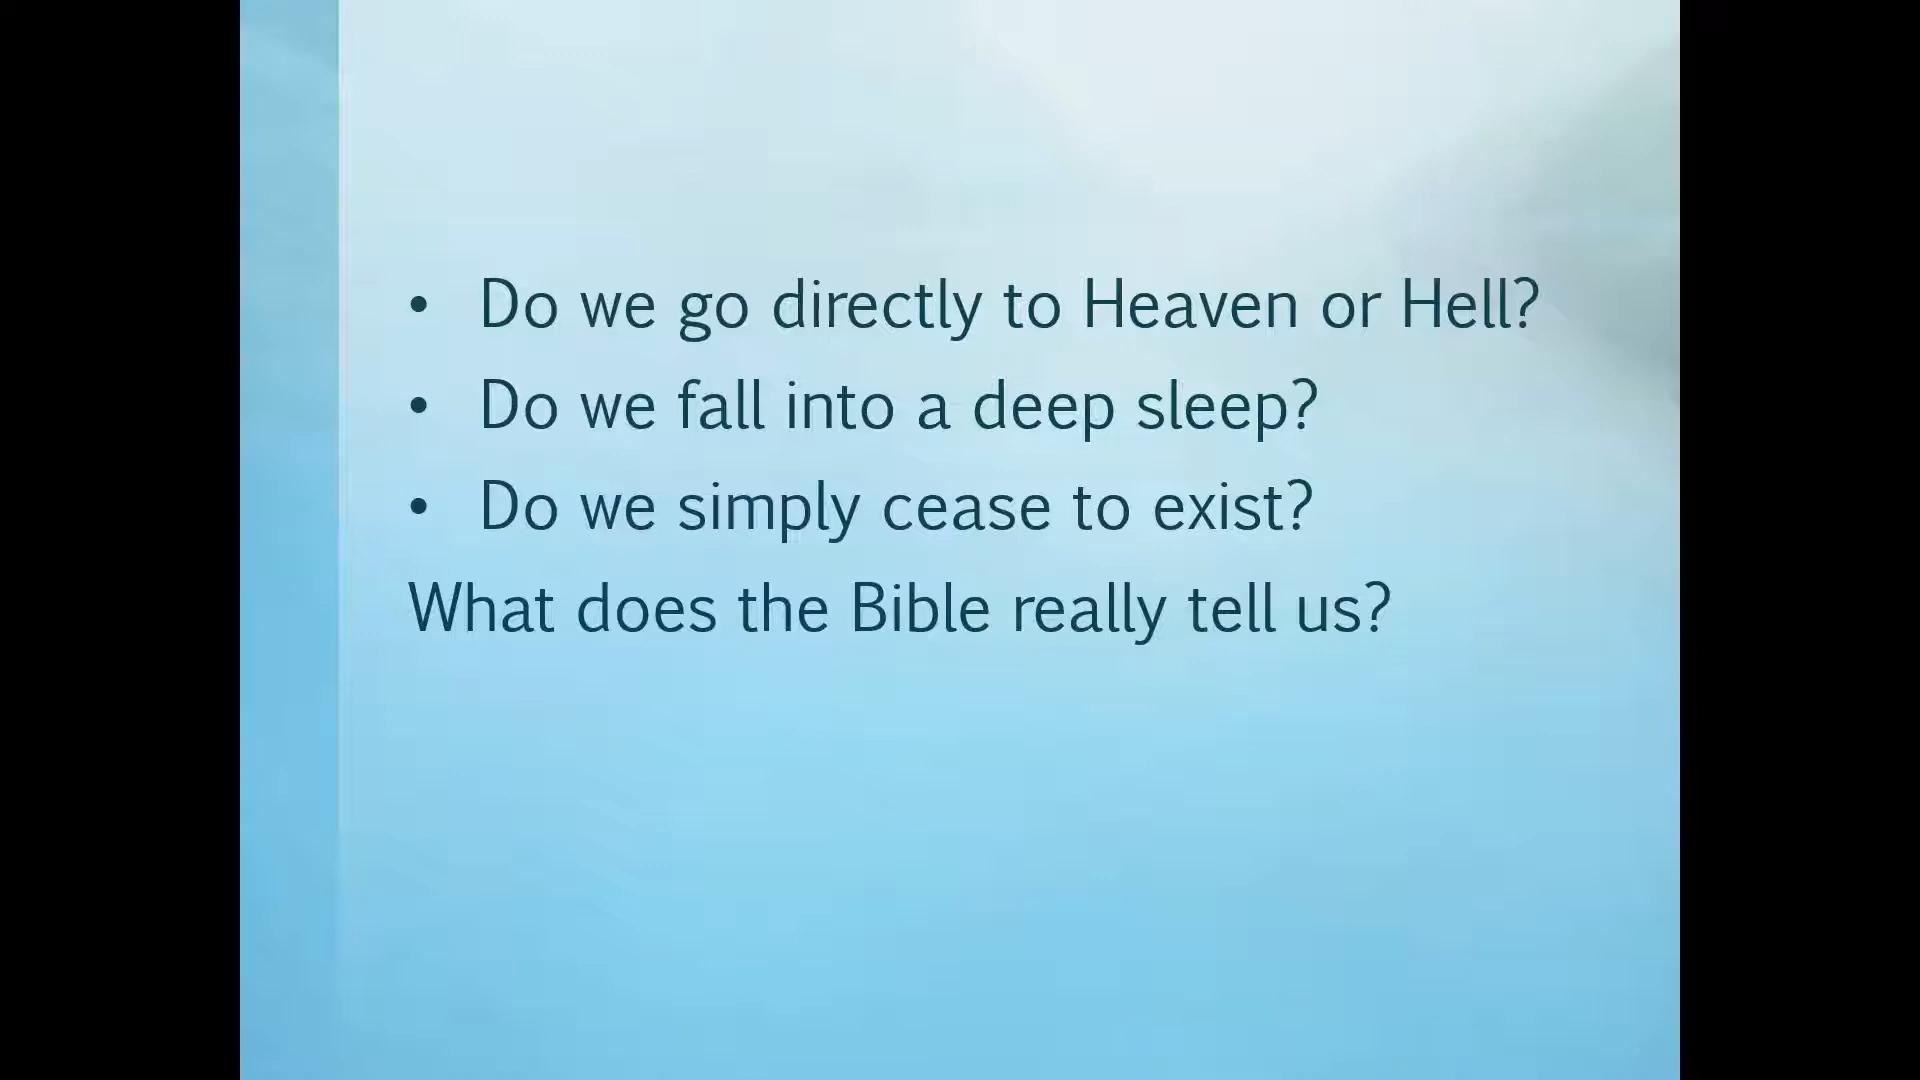 • Do we go directly to Heaven or Hell?
• Do we fall into a deep sleep?
• Do we simply cease to exist?
What does the Bible really tell us?